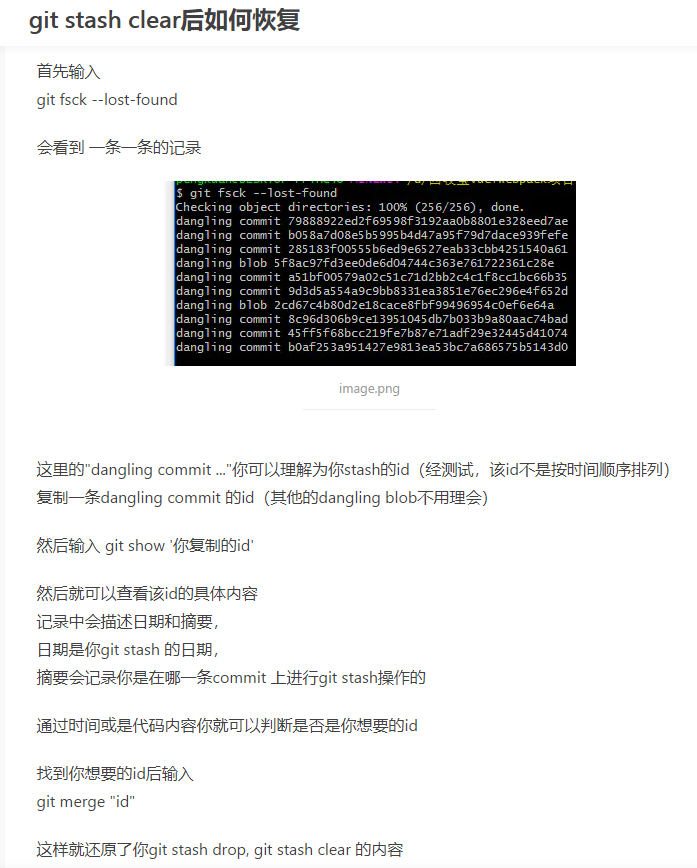 git stash clear后如何恢复
首先输入
git fsck --lost-found
会看到 一条一条的记录
$ git fsck --lost-found
Checking object directories: 100% (256/256), done.
dangling commit 79888922ed2f69598f3192aa0b8801e328eed7ae
dangling commit b058a7d08e5b5995b4d47a95f79d7dace939fefe
dangling commit 285183f00555b6ed9e6527eab33cbb4251540a61
dangling blob 5f8ac97fd3ee0de6d04744c363e761722361c28e
dangling commit a51bf00579a02c51c71d2bb2c4c1f8cc1bc66b35
dangling commit 9d3d5a554a9c9bb8331ea3851e76ec296e4f652d
dangling blob 2cd67c4b80d2e18cace8fbf99496954c0ef6e64a
dangling commit 8c96d306b9ce13951045db7b033b9a80aac74bad
dangling commit 45ff5f68bcc219fe7b87e71adf29e32445d41074
dangling commit b0af253a951427e9813ea53bc7a686575b5143d0
image.png
这里的"dangling commit ..."你可以理解为你stash的id（经测试，该id不是按时间顺序排列）
复制一条dangling commit 的id（其他的dangling blob不用理会）
然后输入 git show '你复制的id'
然后就可以查看该id的具体内容
记录中会描述日期和摘要，
日期是你git stash 的日期，
摘要会记录你是在哪一条commit 上进行git stash操作的
通过时间或是代码内容你就可以判断是否是你想要的id
找到你想要的id后输入
git merge "id"
这样就还原了你git stash drop, git stash clear 的内容